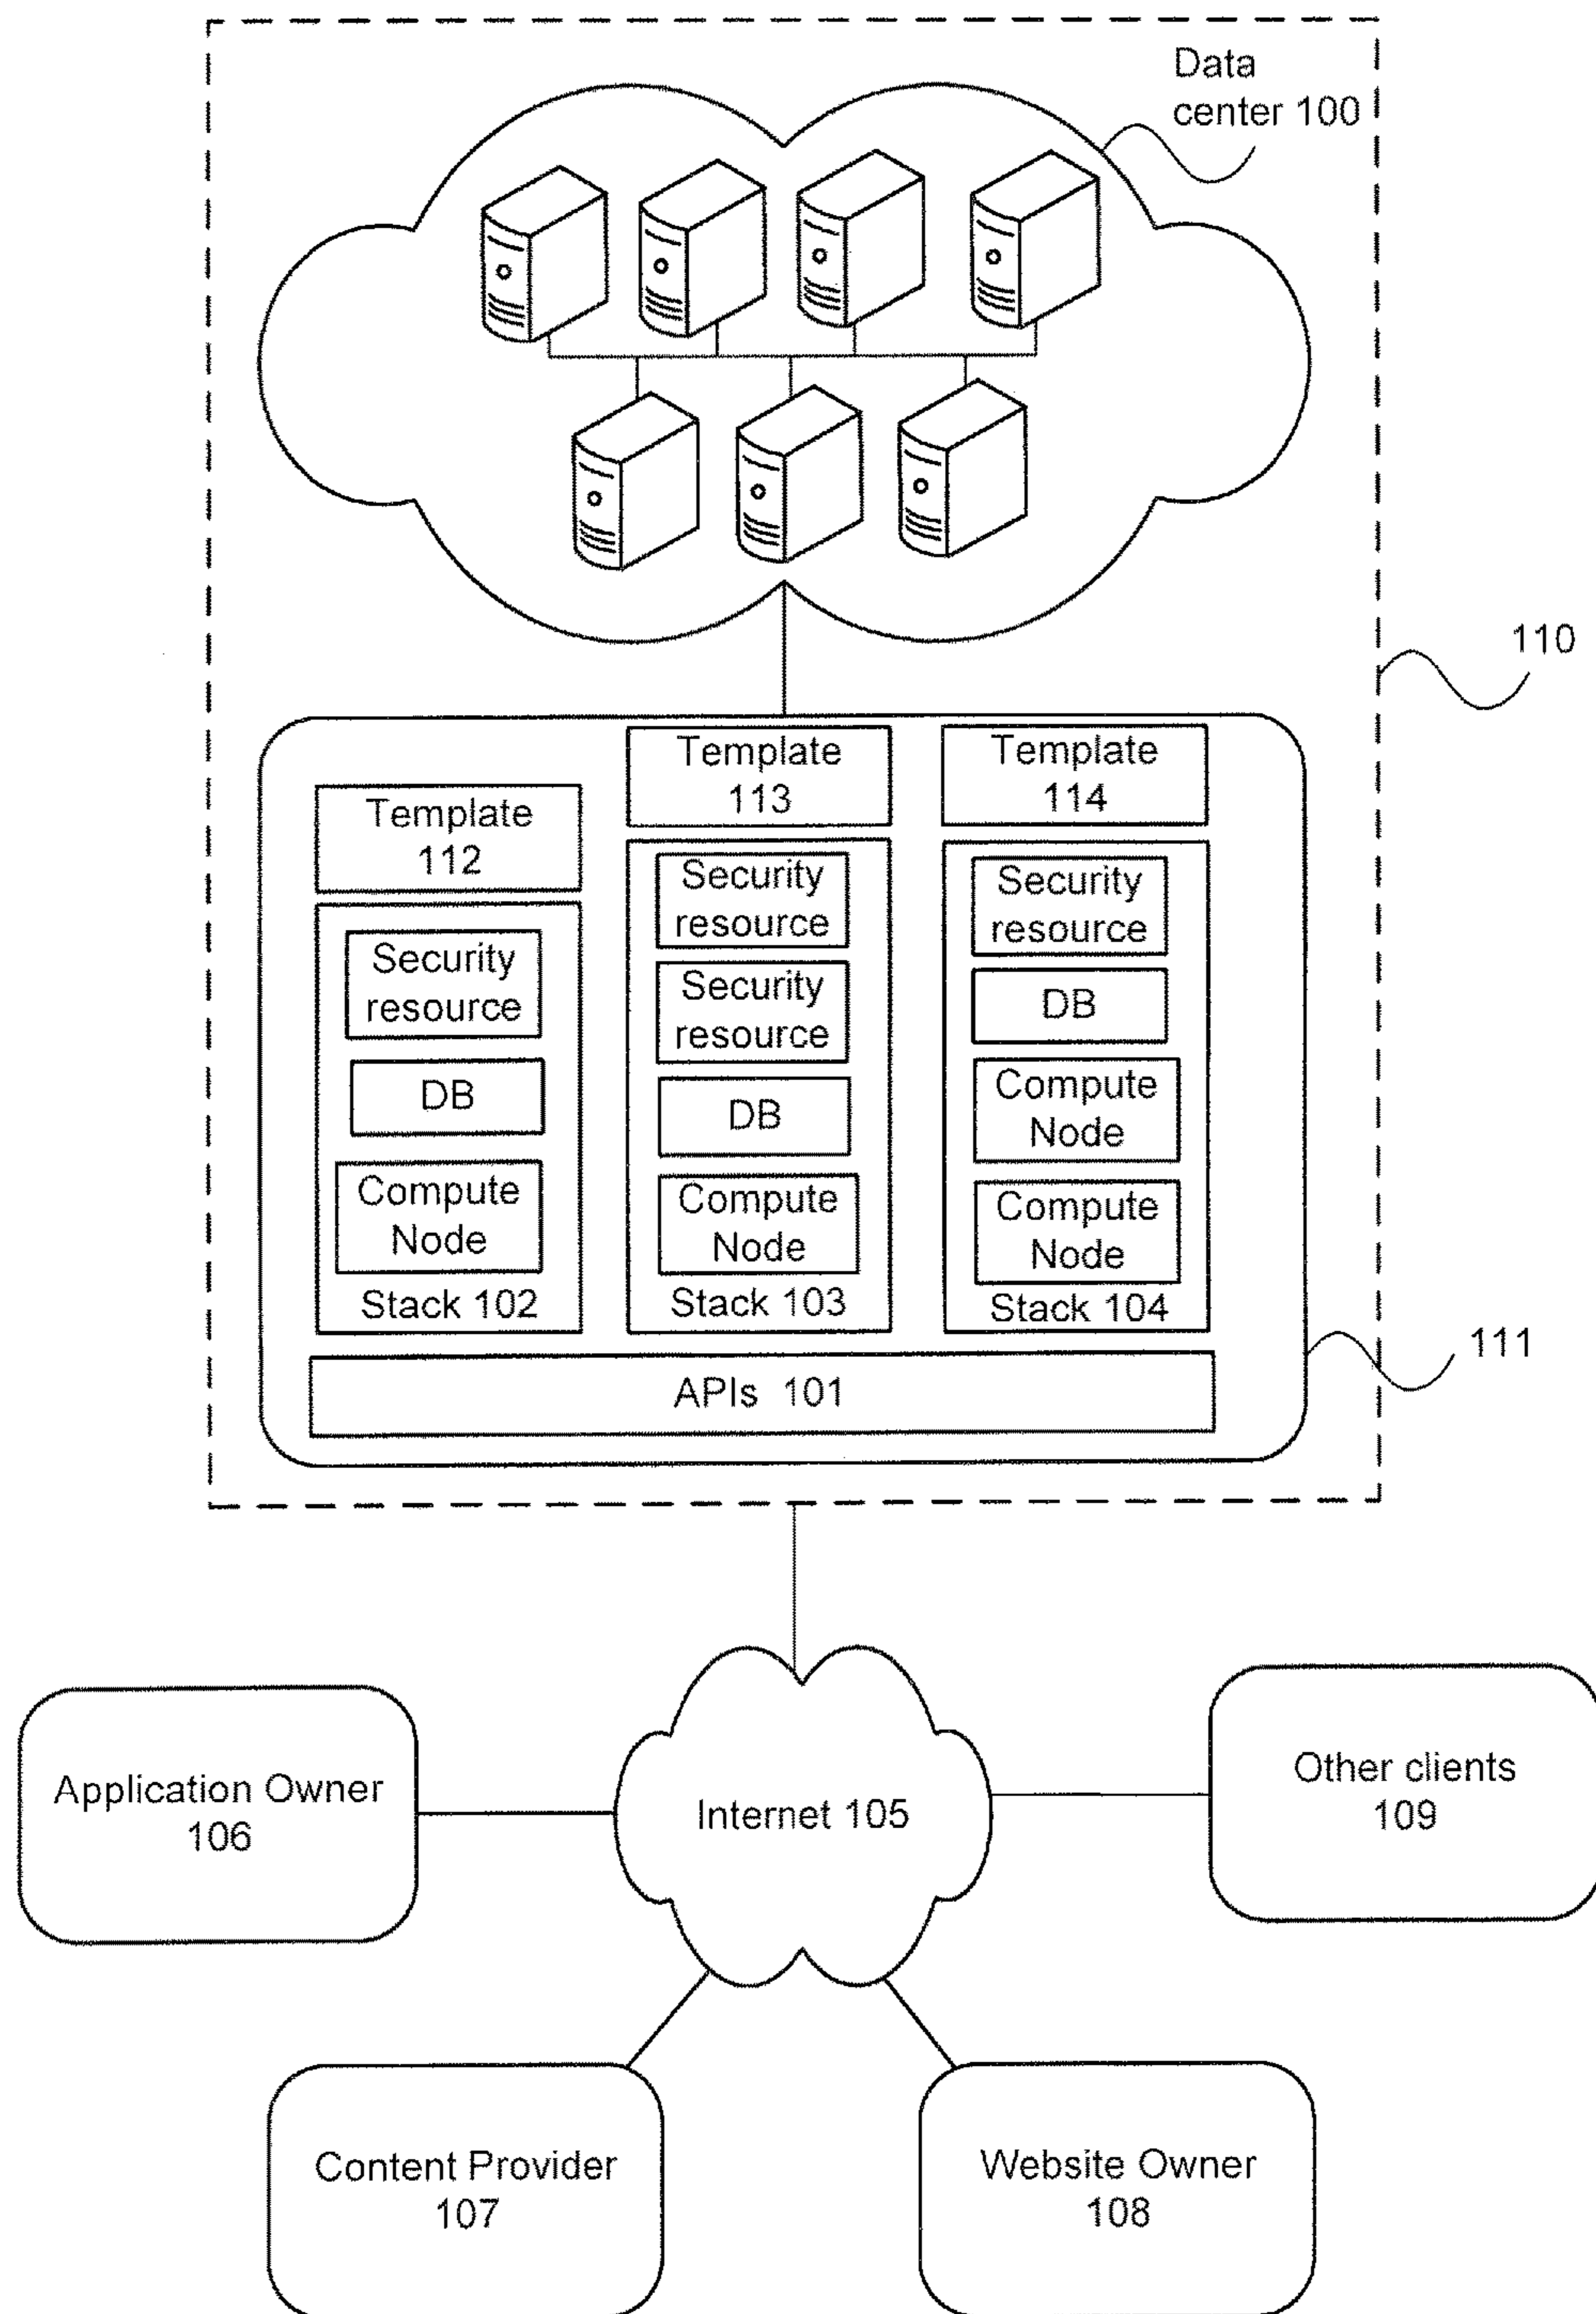 Data
center 100
110
Template
112
Security
resource
DB
Compute
Node
Stack 102
Template
113
Security
resource
Security
resource
DB
Compute
Node
Stack 103
Template
114
Security
resource
DB
Compute
Node
Compute
Node
Stack 104
111
APIs 101
Application Owner
106
Internet 105
Other clients
109
Content Provider
107
Website Owner
108